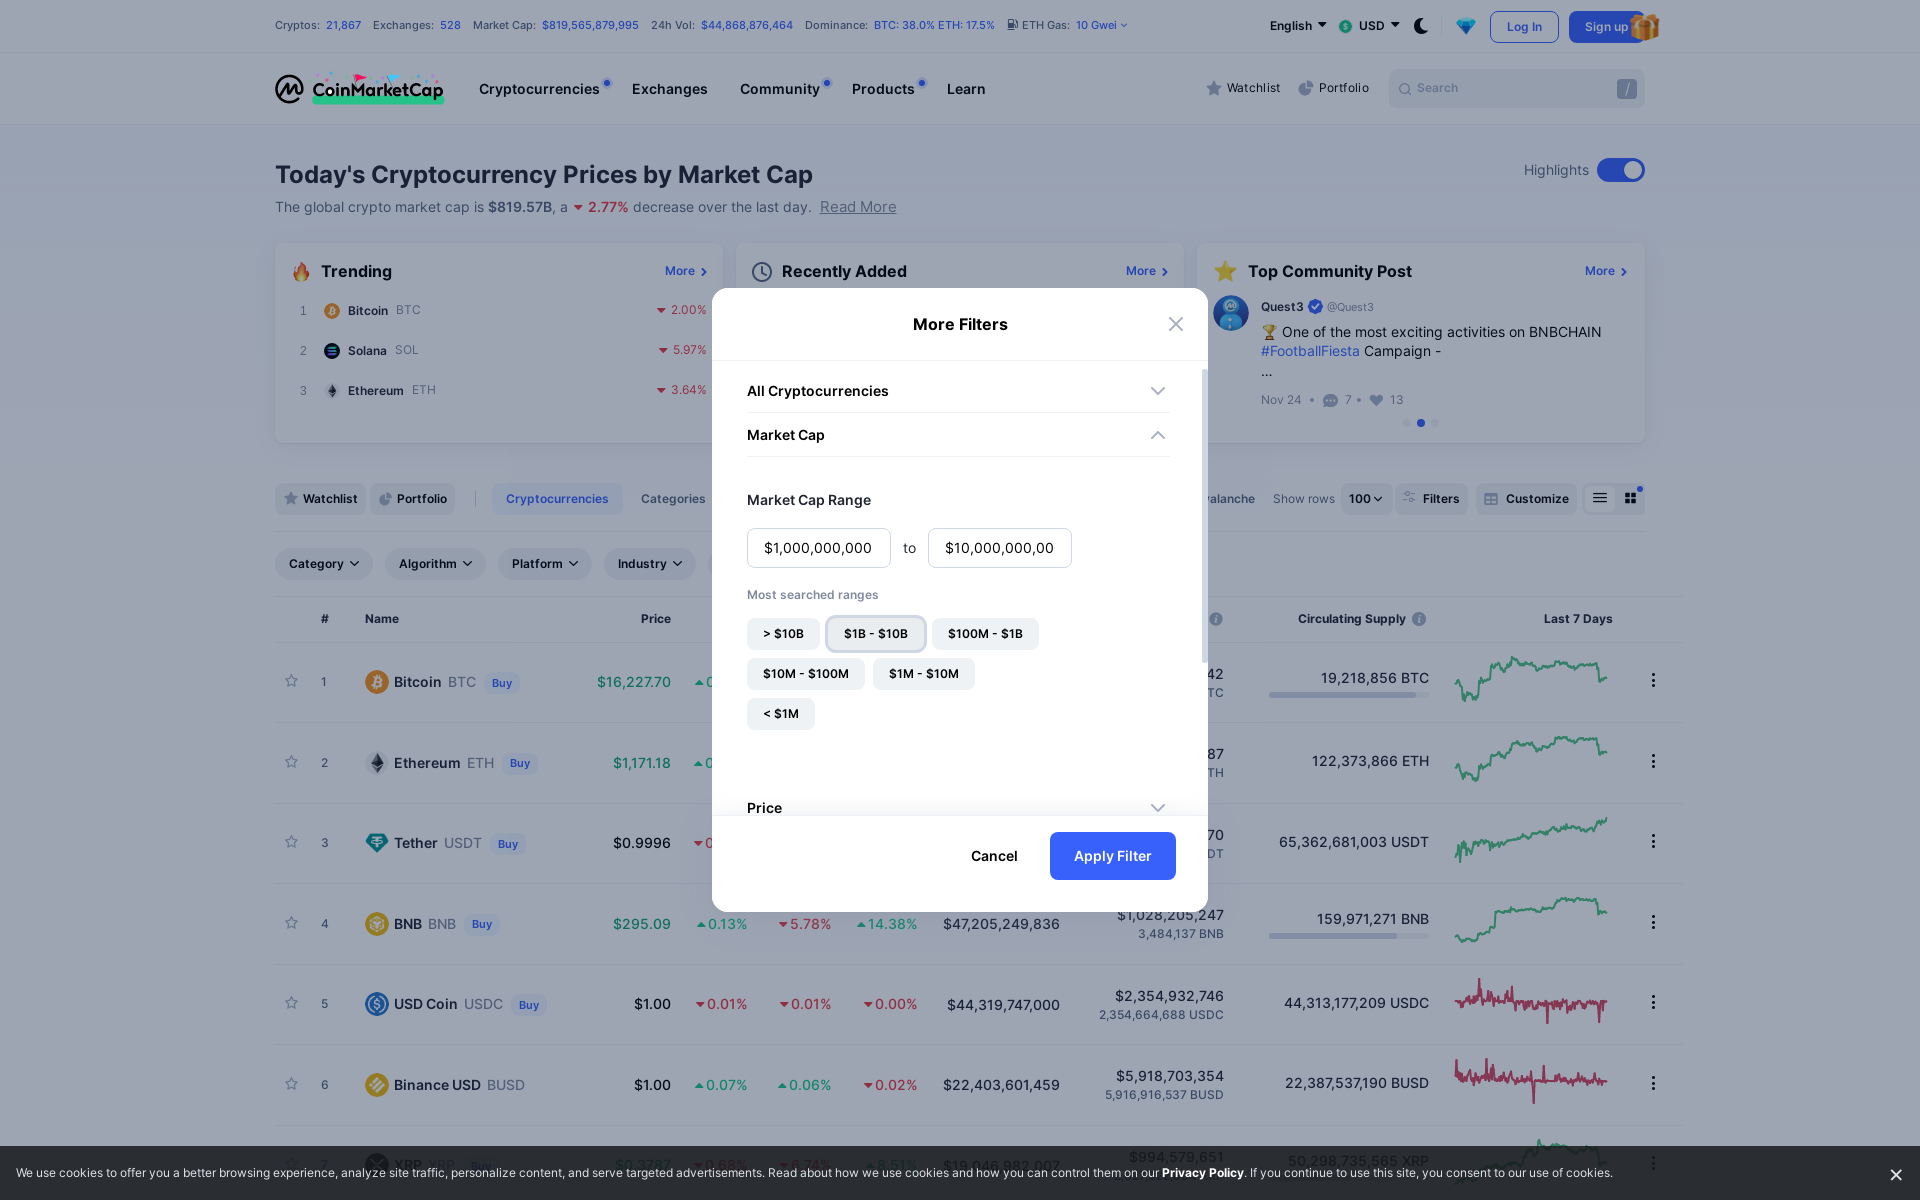 Cryptos: 21,867 Exchanges: 528 Market Cap: $819,565,879,995 24h Vol: $44,868,876,464 Dominance: BTC: 38.0% ETH: 17.5% ETH Gas: 10 Gwei
English USD Log In Sign up
CoinMarketCap Cryptocurrencies Exchanges Community Products Learn Watchlist Portfolio Search /
Today's Cryptocurrency Prices by Market Cap
Highlights
The global crypto market cap is $819.57B, a 2.77% decrease over the last day. Read More
Trending More
1 Bitcoin BTC 2.00%
2 Solana SOL 5.97%
3 Ethereum ETH 3.64%
Recently Added More
Top Community Post More
Quest3 @Quest3
One of the most exciting activities on BNBCHAIN
#FootballFiesta Campaign -
...
Nov 24 • 7 • 13
More Filters
All Cryptocurrencies
Market Cap
Market Cap Range
$1,000,000,000 to $10,000,000,00
Most searched ranges
> $10B $1B - $10B $100M - $1B
$10M - $100M $1M - $10M
< $1M
Price
Cancel Apply Filter
Watchlist Portfolio Cryptocurrencies Categories valanche Show rows 100 Filters Customize
Category Algorithm Platform Industry
# Name Price Circulating Supply Last 7 Days
1 Bitcoin BTC Buy $16,227.70 42 19,218,856 BTC
TC
2 Ethereum ETH Buy $1,171.18 87 122,373,866 ETH
TH
3 Tether USDT Buy $0.9996 70 65,362,681,003 USDT
DT
4 BNB BNB Buy $295.09 0.13% 5.78% 14.38% $47,205,249,836 $1,028,205,247 159,971,271 BNB
3,484,137 BNB
5 USD Coin USDC Buy $1.00 0.01% 0.01% 0.00% $44,319,747,000 $2,354,932,746 44,313,177,209 USDC
2,354,664,688 USDC
6 Binance USD BUSD $1.00 0.07% 0.06% 0.02% $22,403,601,459 $5,918,703,354 22,387,537,190 BUSD
5,916,916,537 BUSD
7 XRP XRP Buy $994,579,651 50,298,735,565 XRP
We use cookies to offer you a better browsing experience, analyze site traffic, personalize content, and serve targeted advertisements. Read about how we use cookies and how you can control them on our Privacy Policy. If you continue to use this site, you consent to our use of cookies.